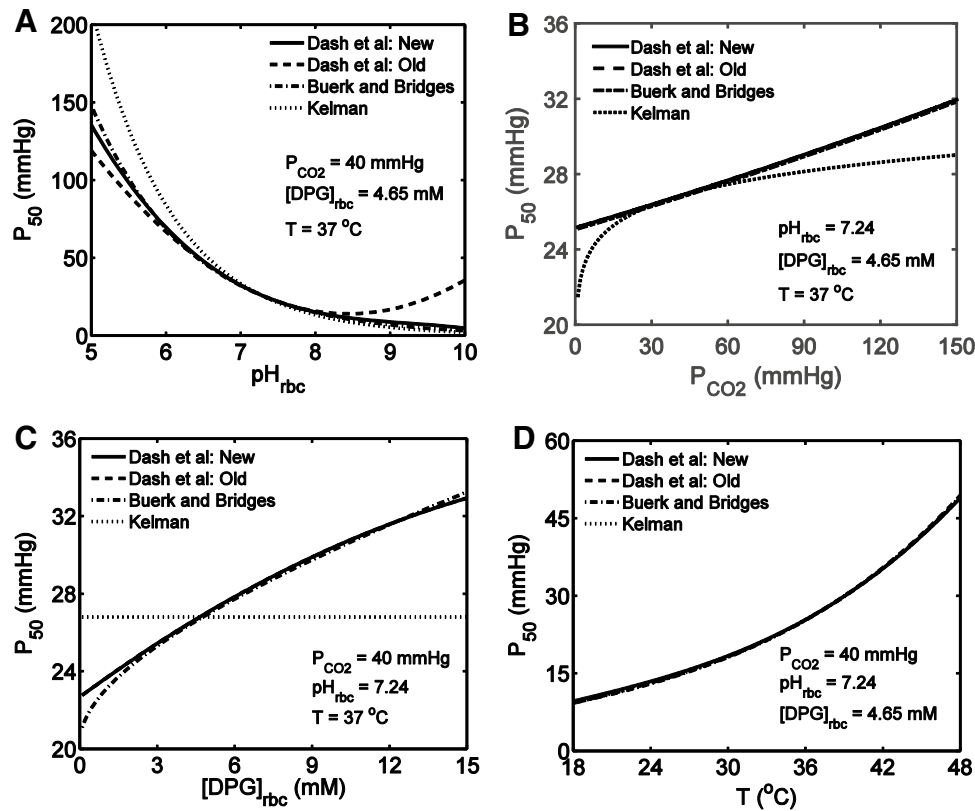 A
200
150
100
50
0
P50 (mmHg)
Dash et al: New
Dash et al: Old
Buerk and Bridges
Kelman
PCO2 = 40 mmHg
[DPG]rbc = 4.65 mM
T = 37 oC
5 6 7 8 9 10
pHrbc
B
36
32
28
24
20
P50 (mmHg)
Dash et al: New
Dash et al: Old
Buerk and Bridges
Kelman
pHrbc = 7.24
[DPG]rbc = 4.65 mM
T = 37 oC
0 30 60 90 120 150
PCO2 (mmHg)
C
36
32
28
24
20
P50 (mmHg)
Dash et al: New
Dash et al: Old
Buerk and Bridges
Kelman
PCO2 = 40 mmHg
pHrbc = 7.24
T = 37 oC
0 3 6 9 12 15
[DPG]rbc (mM)
D
60
45
30
15
0
P50 (mmHg)
Dash et al: New
Dash et al: Old
Buerk and Bridges
Kelman
PCO2 = 40 mmHg
pHrbc = 7.24
[DPG]rbc = 4.65 mM
18 24 30 36 42 48
T (oC)